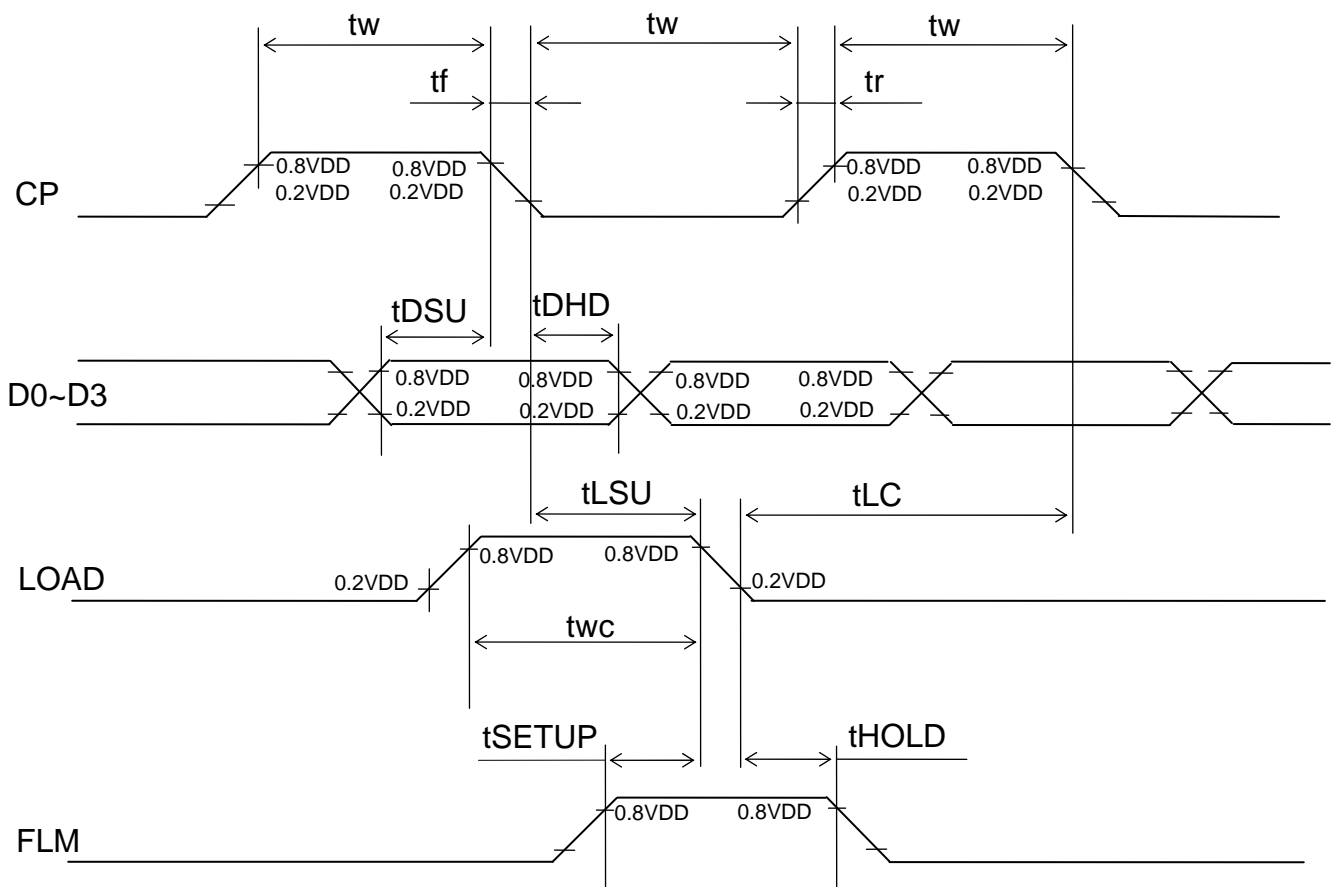 tw tw tw
tf tr
0.8VDD 0.8VDD 0.8VDD 0.8VDD
CP 0.2VDD 0.2VDD 0.2VDD 0.2VDD
tDSU tDHD
0.8VDD 0.8VDD 0.8VDD 0.8VDD
D0~D3
0.2VDD 0.2VDD 0.2VDD 0.2VDD
tLSU tLC
0.8VDD 0.8VDD
LOAD 0.2VDD 0.2VDD
twc
tSETUP tHOLD
0.8VDD 0.8VDD
FLM